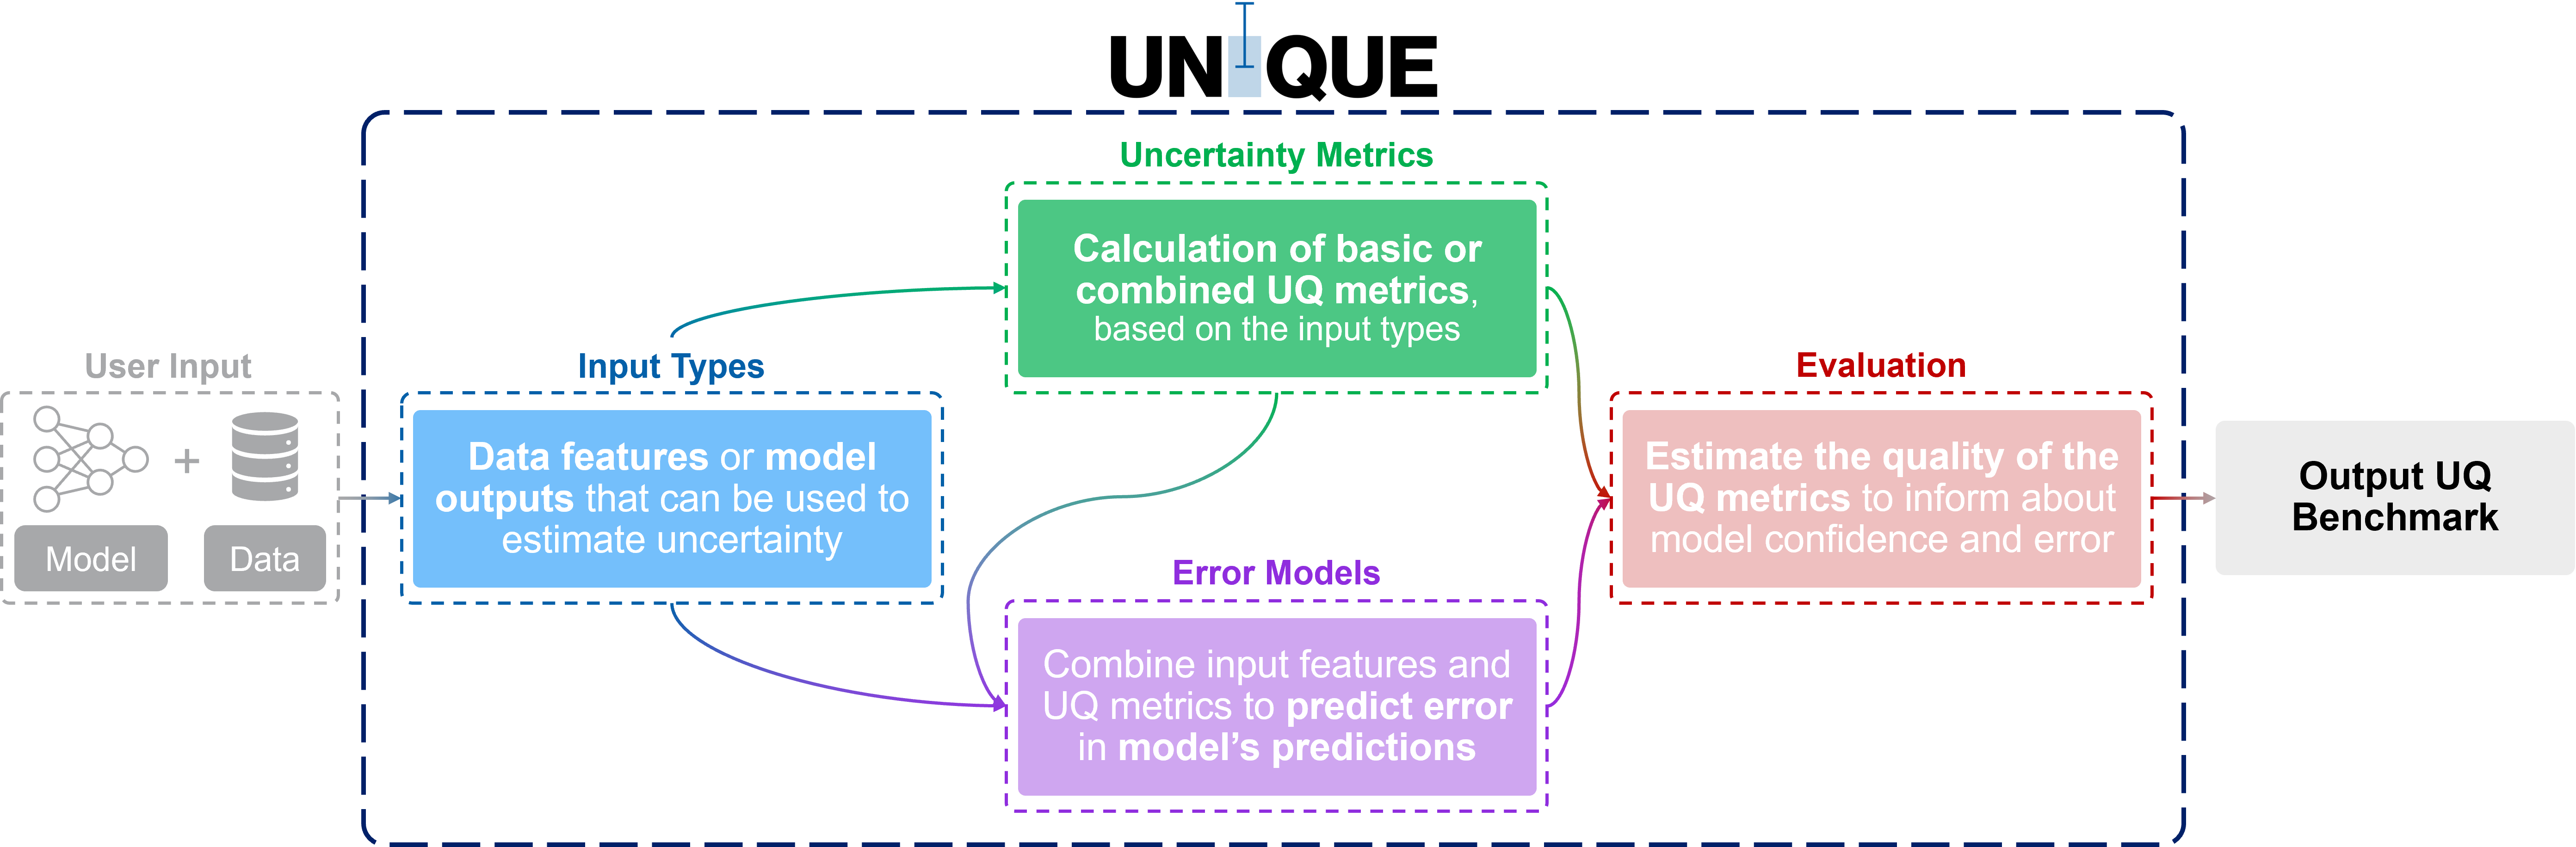 UNIQUE
Uncertainty Metrics
Calculation of basic or
combined UQ metrics,
based on the input types
User Input
+
Model
Data
Input Types
Data features or model
outputs that can be used to
estimate uncertainty
Error Models
Combine input features and
UQ metrics to predict error
in model’s predictions
Evaluation
Estimate the quality of the
UQ metrics to inform about
model confidence and error
Output UQ
Benchmark